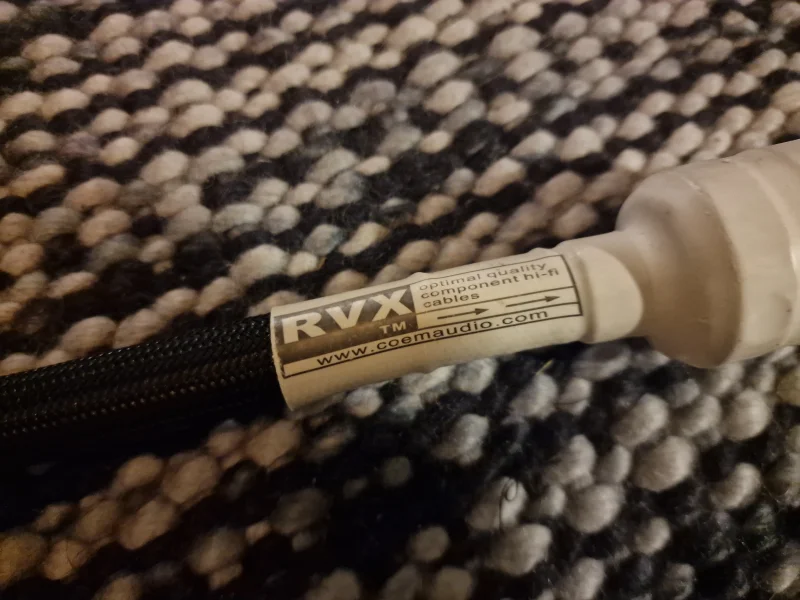 RVX
TM
optimal quality
component hi-fi
cables
www.coemaudio.com